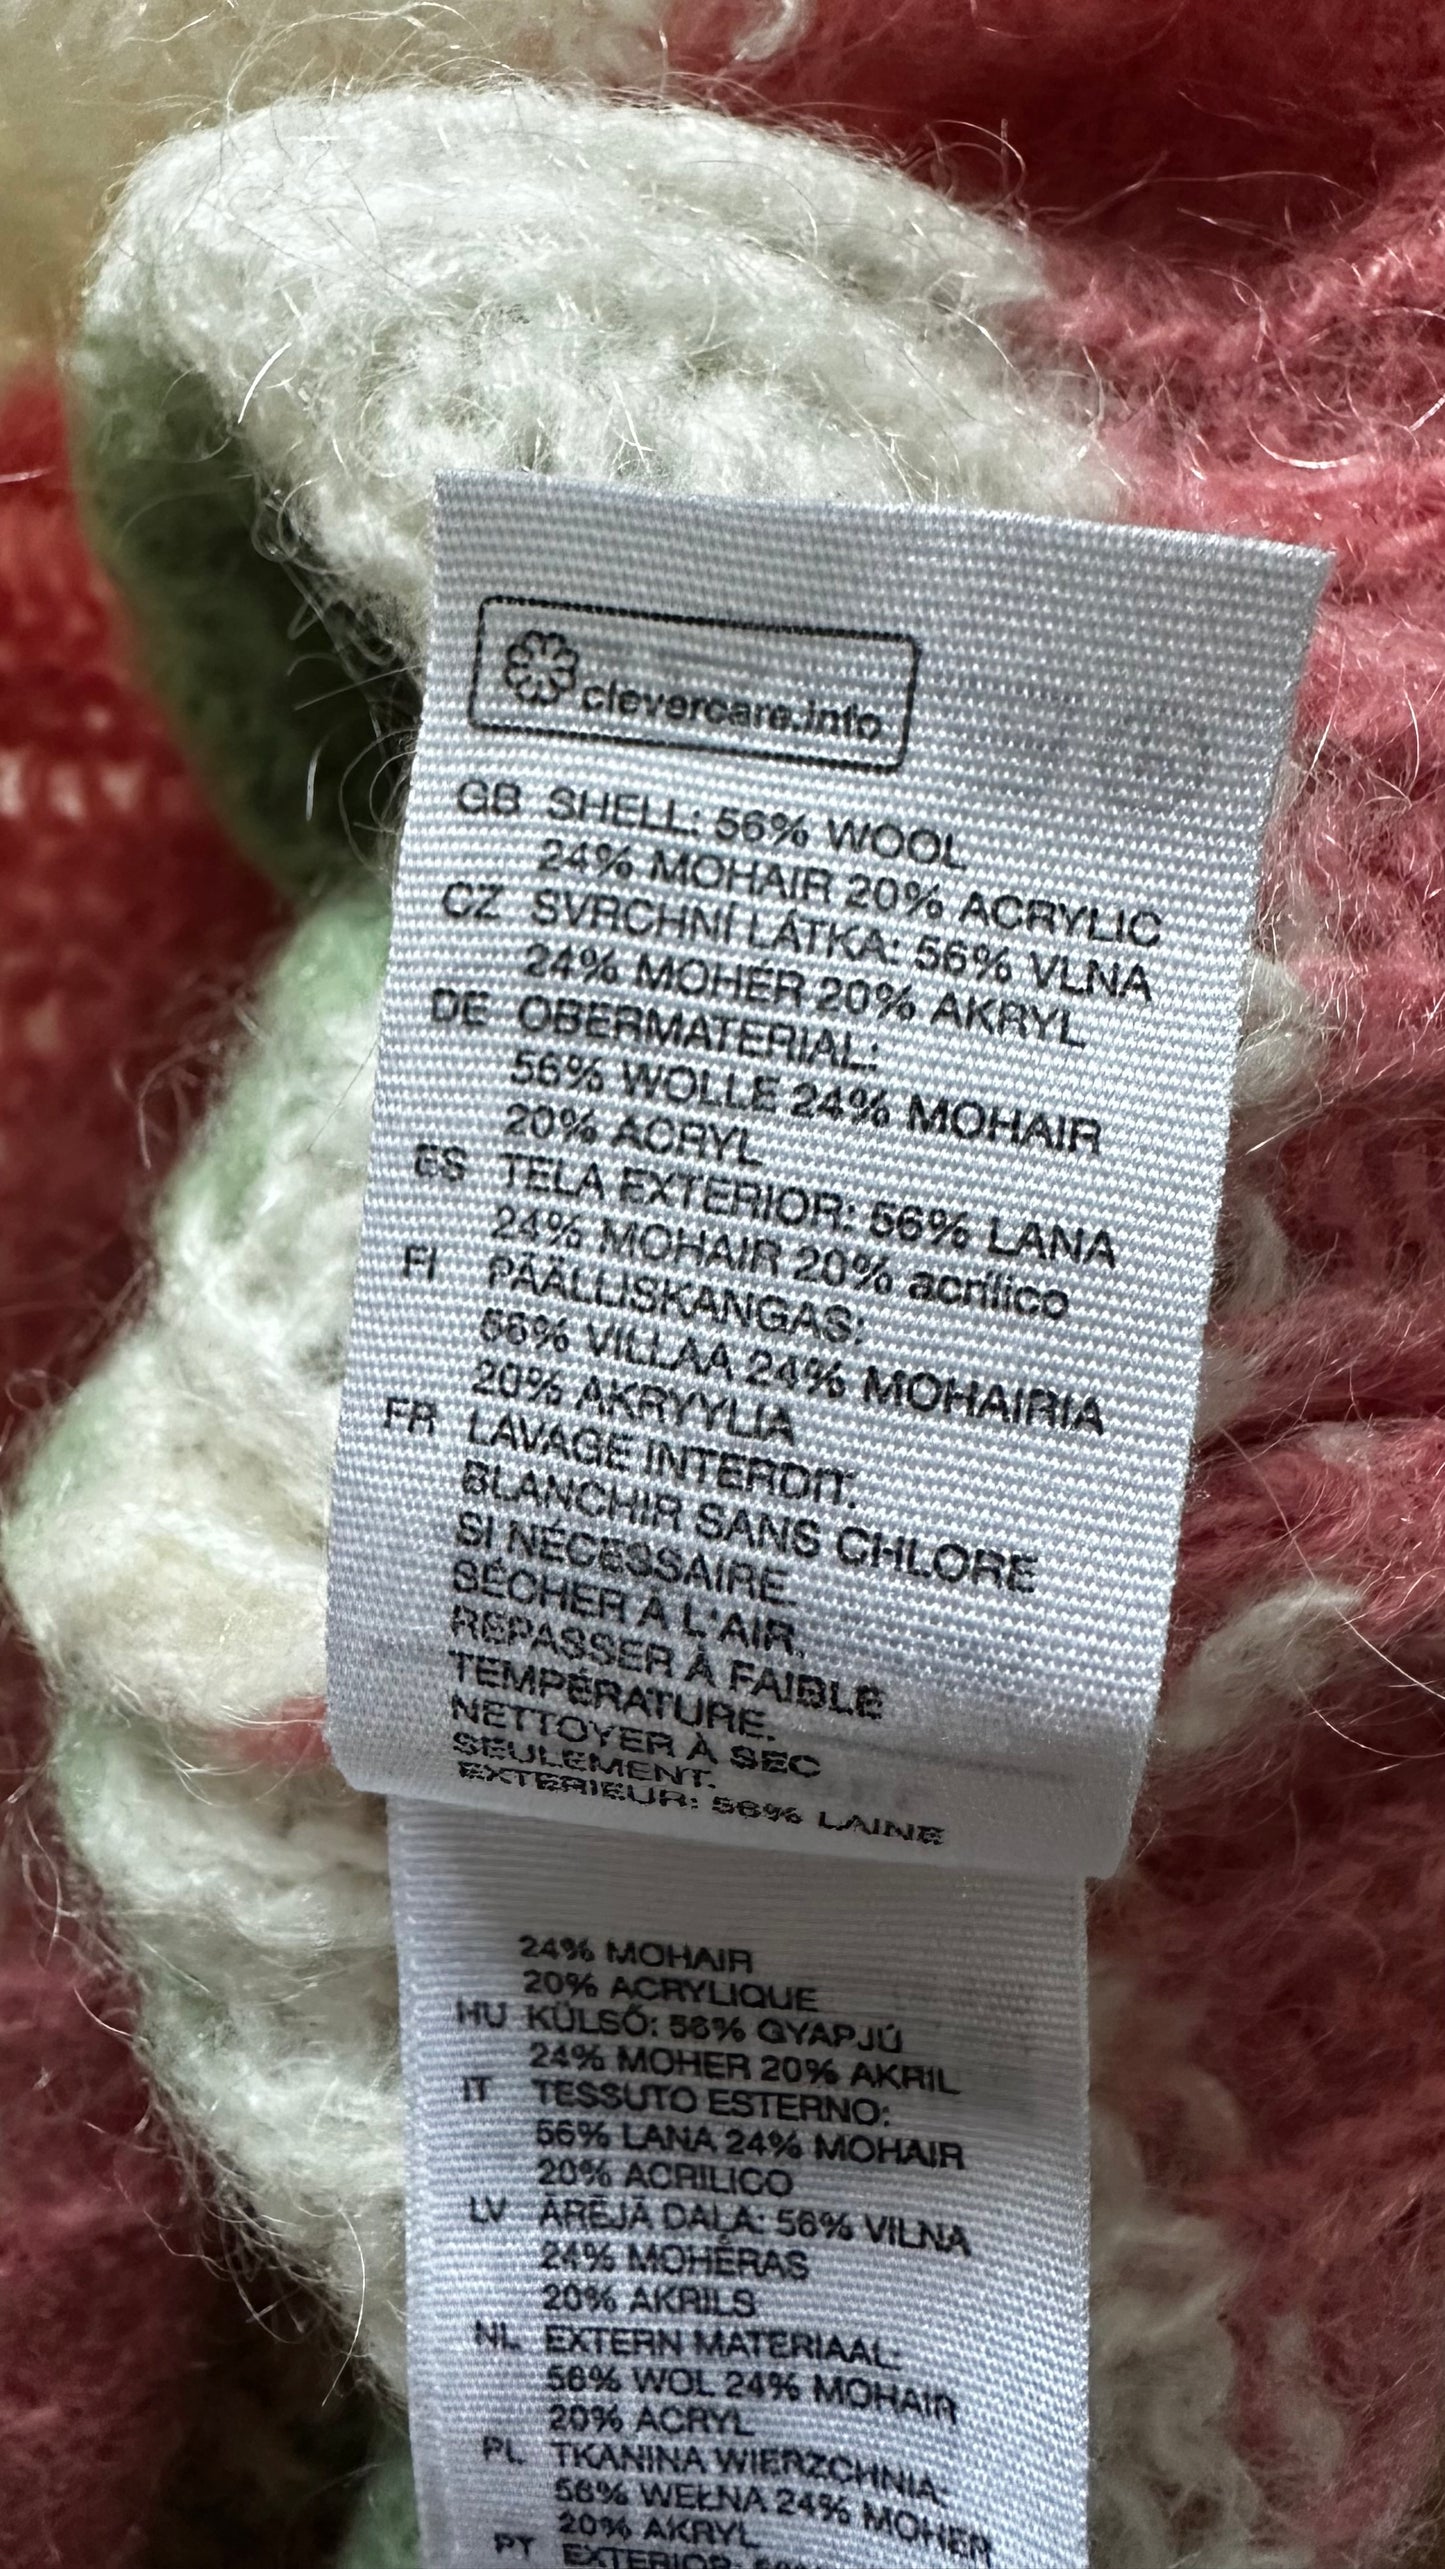 clevercare.info
GB SHELL: 56% WOOL
24% MOHAIR 20% ACRYLIC
CZ SVRCHNÍ LÁTKA: 56% VLNA
24% MOHÉR 20% AKRYL
DE OBERMATERIAL:
56% WOLLE 24% MOHAIR
20% ACRYL
ES TELA EXTERIOR: 56% LANA
24% MOHAIR 20% acrílico
FI PÄÄLLISKANGAS:
56% VILLAA 24% MOHAIRIA
20% AKRYYLIA
FR LAVAGE INTERDIT.
BLANCHIR SANS CHLORE
SI NÉCESSAIRE.
SÉCHER À L'AIR.
REPASSER À FAIBLE
TEMPÉRATURE.
NETTOYER À SEC
SEULEMENT.
EXTERIEUR: 56% LAINE
24% MOHAIR
20% ACRYLIQUE
HU KÜLSŐ: 56% GYAPJÚ
24% MOHER 20% AKRIL
IT TESSUTO ESTERNO:
56% LANA 24% MOHAIR
20% ACRILICO
LV ĀRĒJĀ DAĻA: 56% VILNA
24% MOHĒRAS
20% AKRILS
NL EXTERN MATERIAAL:
56% WOL 24% MOHAIR
20% ACRYL
PL TKANINA WIERZCHNIA:
56% WEŁNA 24% MOHER
20% AKRYL
PT EXTERIOR: